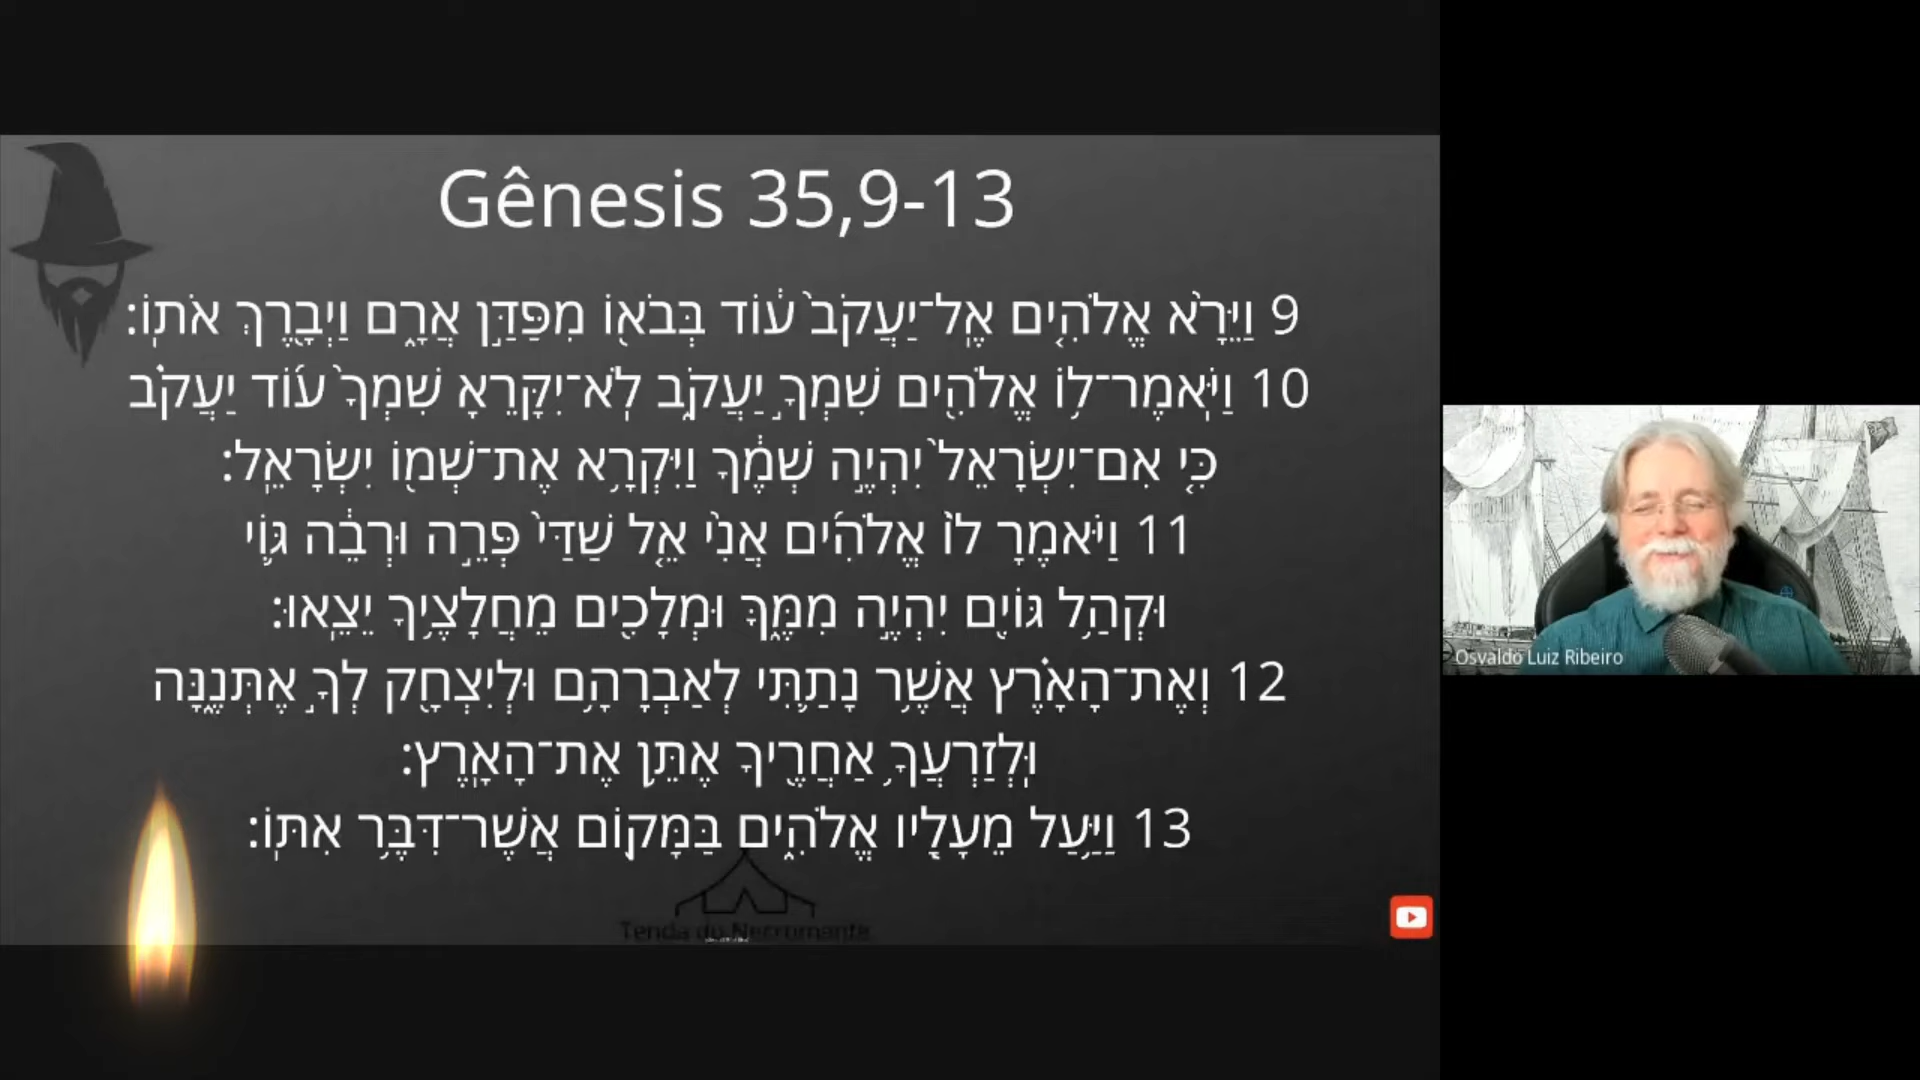 Gênesis 35,9-13
9 וַיֵּרָ֨א אֱלֹהִ֤ים אֶֽל־יַעֲקֹב֙ ע֔וֹד בְּבֹא֖וֹ מִפַּדַּ֣ן אֲרָ֑ם וַיְבָ֖רֶךְ אֹתֽוֹ׃
10 וַיֹּֽאמֶר־ל֥וֹ אֱלֹהִ֖ים שִׁמְךָ֣ יַעֲקֹ֑ב לֹֽא־יִקָּרֵא֩ שִׁמְךָ֨ ע֜וֹד יַעֲקֹ֗ב
כִּ֤י אִם־יִשְׂרָאֵל֙ יִהְיֶ֣ה שְׁמֶ֔ךָ וַיִּקְרָ֥א אֶת־שְׁמ֖וֹ יִשְׂרָאֵֽל׃
11 וַיֹּאמֶר֩ ל֨וֹ אֱלֹהִ֜ים אֲנִ֨י אֵ֤ל שַׁדַּי֙ פְּרֵ֣ה וּרְבֵ֔ה גּ֛וֹי
וּקְהַ֥ל גּוֹיִ֖ם יִהְיֶ֣ה מִמֶּ֑ךָּ וּמְלָכִ֖ים מֵחֲלָצֶ֥יךָ יֵצֵֽאוּ׃
12 וְאֶת־הָאָ֗רֶץ אֲשֶׁ֥ר נָתַ֛תִּי לְאַבְרָהָ֥ם וּלְיִצְחָ֖ק לְךָ֣ אֶתְּנֶ֑נָּה
וּֽלְזַרְעֲךָ֥ אַחֲרֶ֖יךָ אֶתֵּ֥ן אֶת־הָאָֽרֶץ׃
13 וַיַּ֥עַל מֵעָלָ֖יו אֱלֹהִ֑ים בַּמָּק֖וֹם אֲשֶׁר־דִּבֶּ֥ר אִתּֽוֹ׃
Tenda do Necromante
Osvaldo Luiz Ribeiro